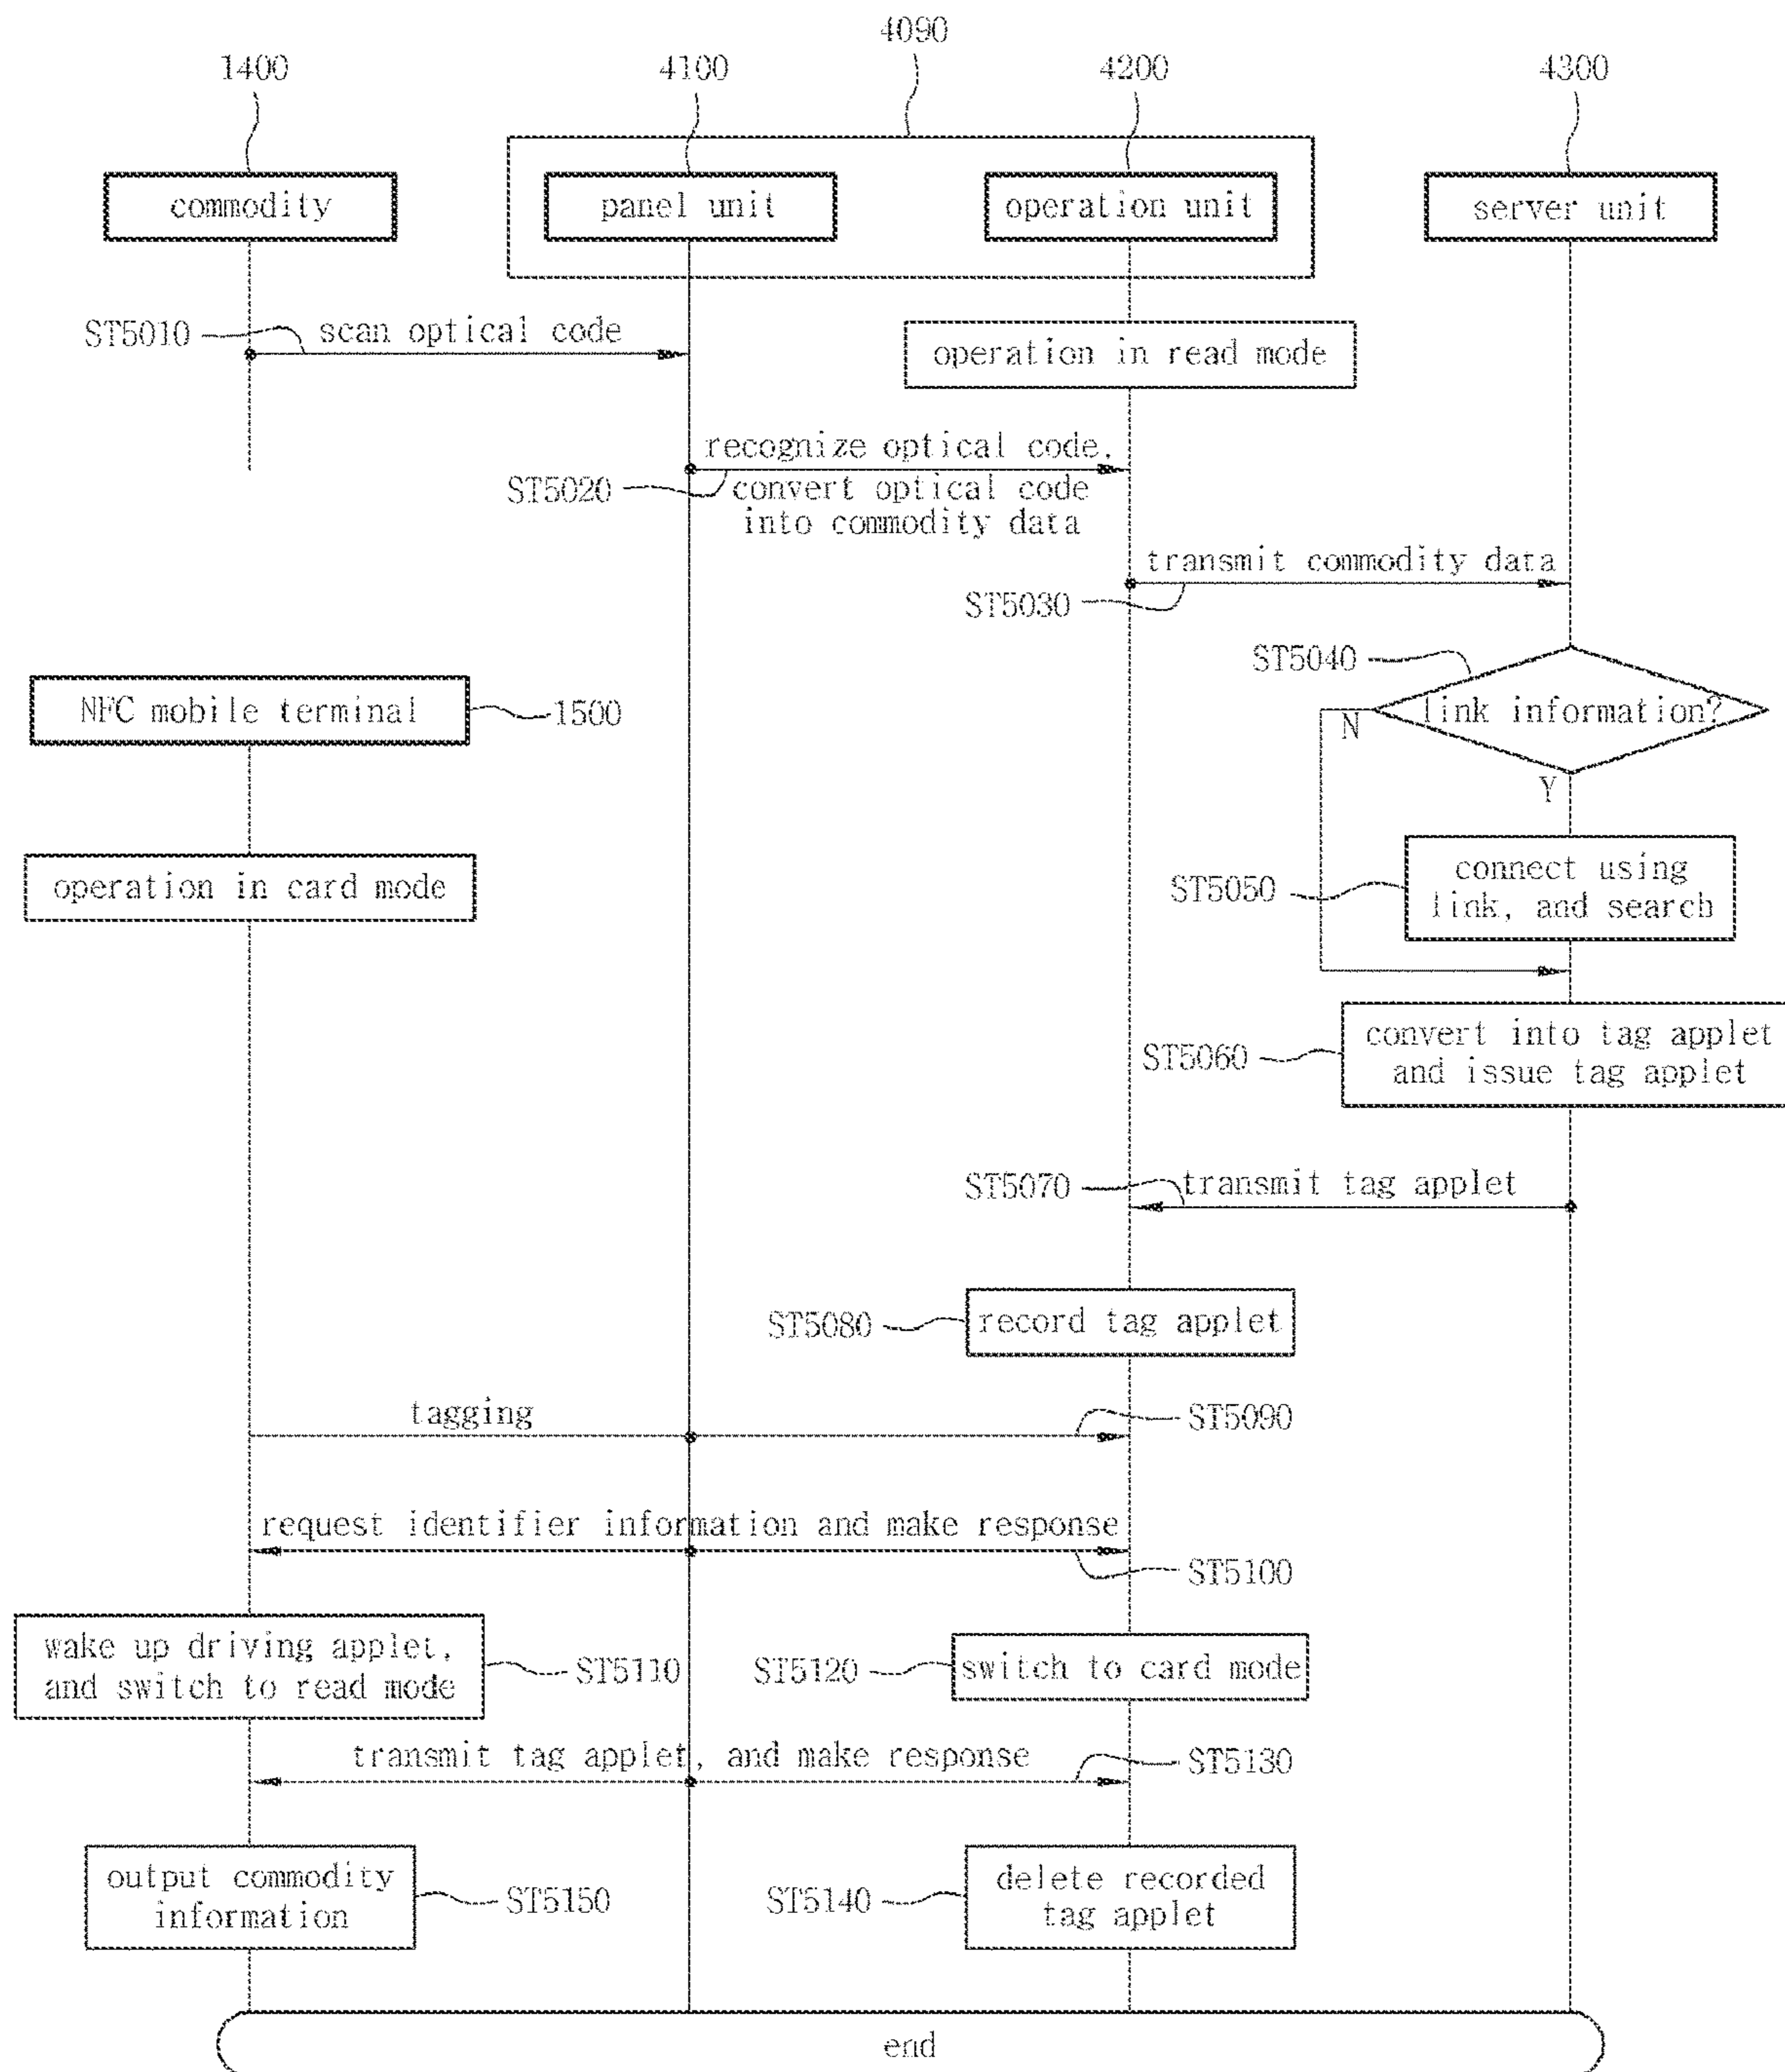 4090
1400
4100
4200
4300
commodity
panel unit
operation unit
server unit
ST5010
scan optical code
operation in read mode
recognize optical code,
ST5020
convert optical code
into commodity data
transmit commodity data
ST5030
ST5040
NFC mobile terminal
1500
link information?
N
Y
operation in card mode
ST5050
connect using
link, and search
ST5060
convert into tag applet
and issue tag applet
ST5070
transmit tag applet
ST5080
record tag applet
tagging
ST5090
request identifier information and make response
ST5100
wake up driving applet,
and switch to read mode
ST5110
ST5120
switch to card mode
transmit tag applet, and make response
ST5130
output commodity
information
ST5150
ST5140
delete recorded
tag applet
end